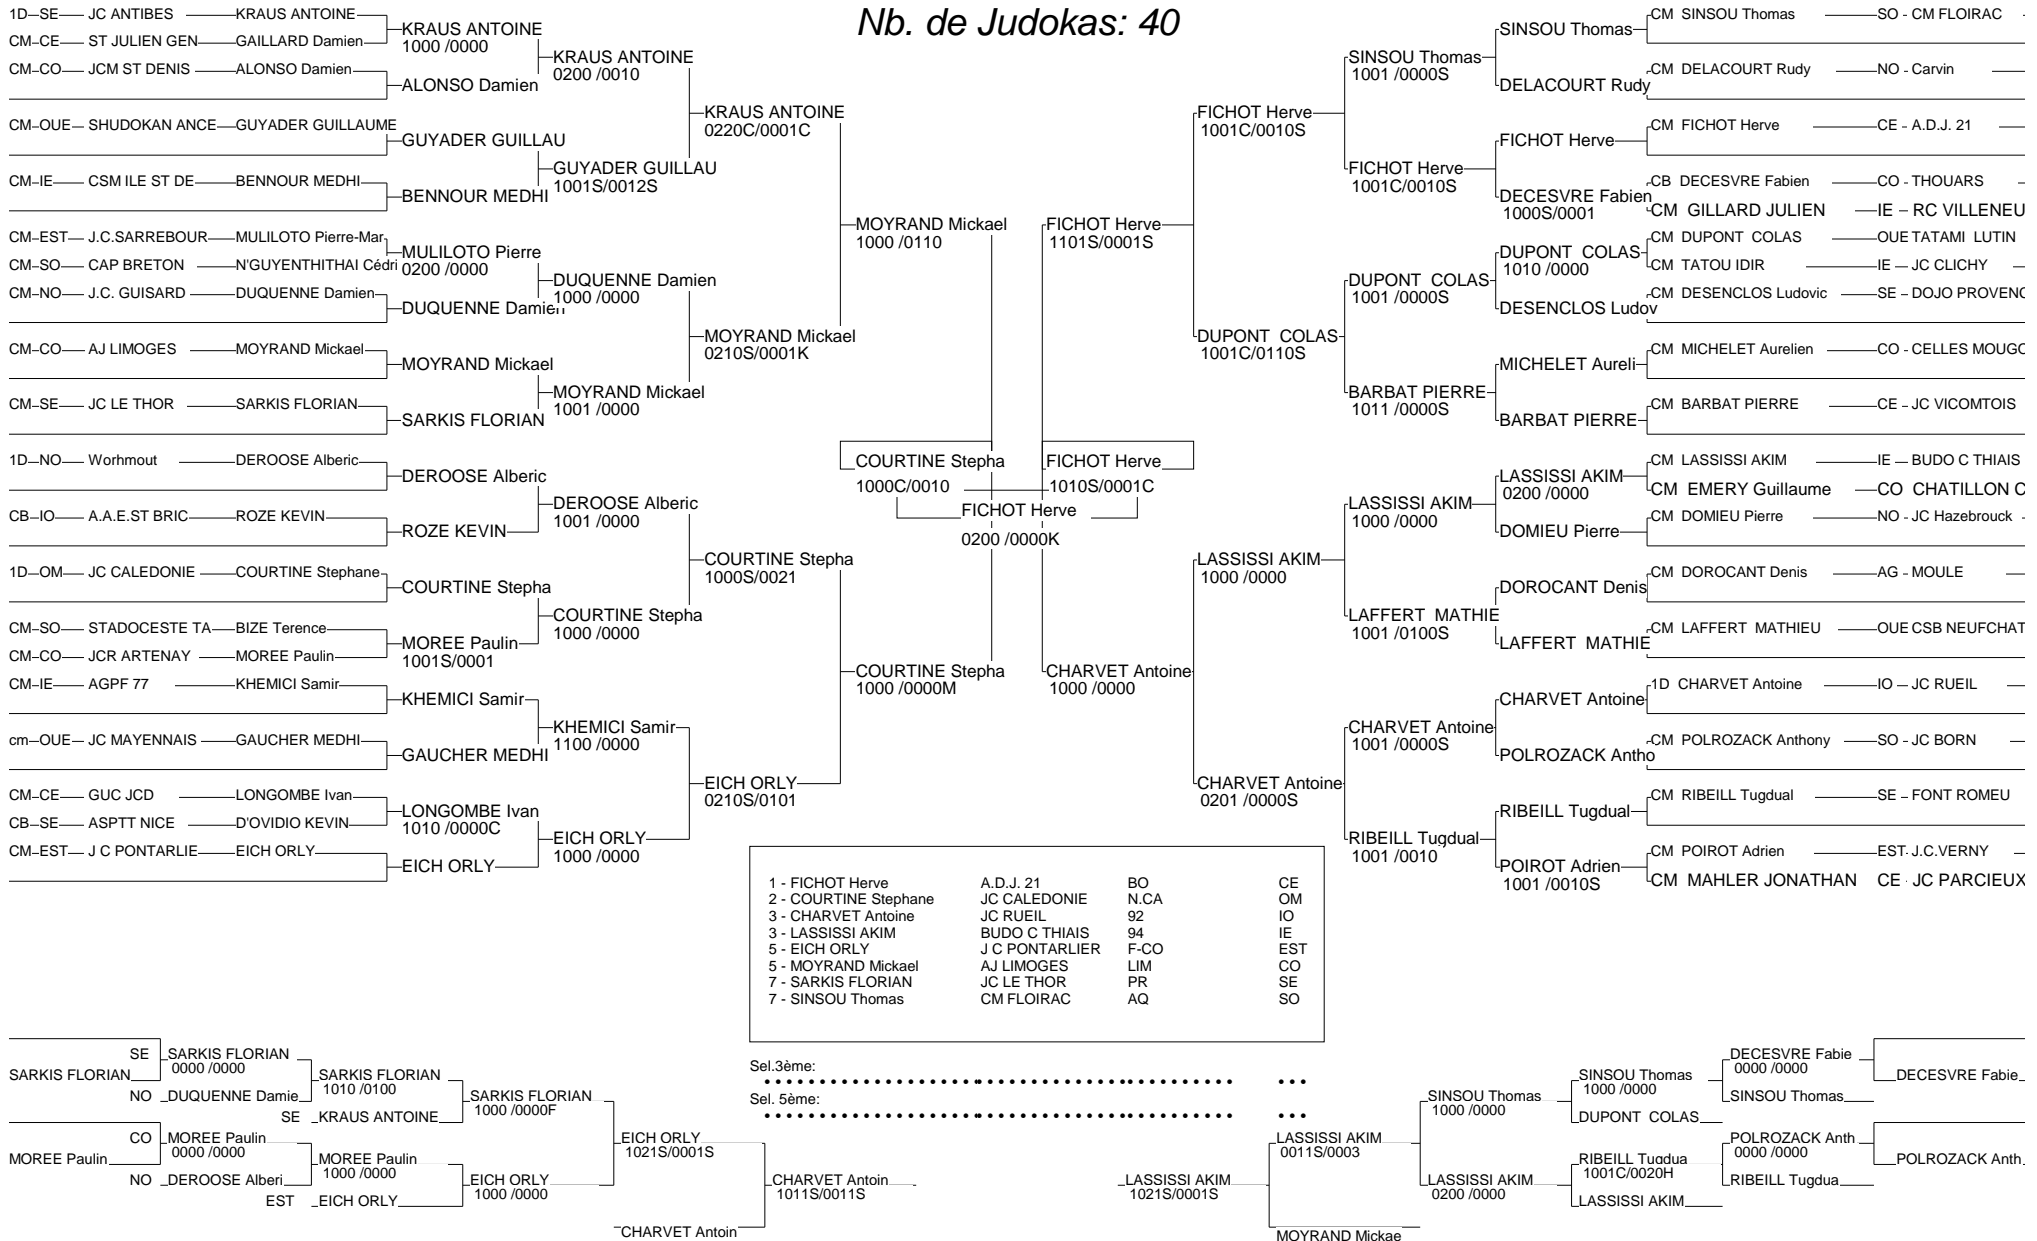 Nb. de Judokas: 40
1D SE JC ANTIBES KRAUS ANTOINE
CM CE ST JULIEN GEN GAILLARD Damien
CM CO JCM ST DENIS ALONSO Damien
CM OUE SHUDOKAN ANCE GUYADER GUILLAUME
CM IE CSM ILE ST DE BENNOUR MEDHI
CM EST J.C.SARREBOUR MULILOTO Pierre-Mar
CM SO CAP BRETON N'GUYENTHITHAI Cédri
CM NO J.C. GUISARD DUQUENNE Damien
CM CO AJ LIMOGES MOYRAND Mickael
CM SE JC LE THOR SARKIS FLORIAN
1D NO Worhmout DEROOSE Alberic
CB IO A.A.E.ST BRIC ROZE KEVIN
1D OM JC CALEDONIE COURTINE Stephane
CM SO STADOCESTE TA BIZE Terence
CM CO JCR ARTENAY MOREE Paulin
CM IE AGPF 77 KHEMICI Samir
cm OUE JC MAYENNAIS GAUCHER MEDHI
CM CE GUC JCD LONGOMBE Ivan
CB SE ASPTT NICE D'OVIDIO KEVIN
CM EST J C PONTARLIE EICH ORLY
KRAUS ANTOINE
1000 /0000
ALONSO Damien
GUYADER GUILLAU
BENNOUR MEDHI
MULILOTO Pierre
0200 /0000
DUQUENNE Damien
MOYRAND Mickael
SARKIS FLORIAN
DEROOSE Alberic
ROZE KEVIN
COURTINE Stepha
MOREE Paulin
1001S/0001
KHEMICI Samir
GAUCHER MEDHI
LONGOMBE Ivan
1010 /0000C
EICH ORLY
KRAUS ANTOINE
0200 /0010
GUYADER GUILLAU
1001S/0012S
DUQUENNE Damien
1000 /0000
MOYRAND Mickael
1001 /0000
DEROOSE Alberic
1001 /0000
COURTINE Stepha
1000 /0000
KHEMICI Samir
1100 /0000
EICH ORLY
1000 /0000
KRAUS ANTOINE
0220C/0001C
MOYRAND Mickael
0210S/0001K
COURTINE Stepha
1000S/0021
EICH ORLY
0210S/0101
MOYRAND Mickael
1000 /0110
COURTINE Stepha
1000 /0000M
COURTINE Stepha
1000C/0010
FICHOT Herve
1010S/0001C
FICHOT Herve
0200 /0000K
FICHOT Herve
1101S/0001S
CHARVET Antoine
1000 /0000
FICHOT Herve
1001C/0010S
DUPONT COLAS
1001C/0110S
LASSISSI AKIM
1000 /0000
CHARVET Antoine
0201 /0000S
SINSOU Thomas
1001 /0000S
FICHOT Herve
1001C/0010S
DUPONT COLAS
1001 /0000S
BARBAT PIERRE
1011 /0000S
LASSISSI AKIM
1000 /0000
LAFFERT MATHIE
1001 /0100S
CHARVET Antoine
1001 /0000S
RIBEILL Tugdual
1001 /0010
SINSOU Thomas
DELACOURT Rudy
FICHOT Herve
DECESVRE Fabien
1000S/0001
DUPONT COLAS
1010 /0000
DESENCLOS Ludov
MICHELET Aureli
BARBAT PIERRE
LASSISSI AKIM
0200 /0000
DOMIEU Pierre
DOROCANT Denis
LAFFERT MATHIE
CHARVET Antoine
POLROZACK Antho
RIBEILL Tugdual
POIROT Adrien
1001 /0010S
CM SINSOU Thomas SO - CM FLOIRAC
CM DELACOURT Rudy NO - Carvin
CM FICHOT Herve CE - A.D.J. 21
CB DECESVRE Fabien CO - THOUARS
CM GILLARD JULIEN IE - RC VILLENEU
CM DUPONT COLAS OUE TATAMI LUTIN
CM TATOU IDIR IE - JC CLICHY
CM DESENCLOS Ludovic SE - DOJO PROVENC
CM MICHELET Aurelien CO - CELLES MOUGO
CM BARBAT PIERRE CE - JC VICOMTOIS
CM LASSISSI AKIM IE - BUDO C THIAIS
CM EMERY Guillaume CO CHATILLON C
CM DOMIEU Pierre NO - JC Hazebrouck
CM DOROCANT Denis AG - MOULE
CM LAFFERT MATHIEU OUE CSB NEUFCHAT
1D CHARVET Antoine IO - JC RUEIL
CM POLROZACK Anthony SO - JC BORN
CM RIBEILL Tugdual SE - FONT ROMEU
CM POIROT Adrien EST- J.C.VERNY
CM MAHLER JONATHAN CE - JC PARCIEUX
1 - FICHOT Herve A.D.J. 21 BO CE
2 - COURTINE Stephane JC CALEDONIE N.CA OM
3 - CHARVET Antoine JC RUEIL 92 IO
3 - LASSISSI AKIM BUDO C THIAIS 94 IE
5 - EICH ORLY J C PONTARLIER F-CO EST
5 - MOYRAND Mickael AJ LIMOGES LIM CO
7 - SARKIS FLORIAN JC LE THOR PR SE
7 - SINSOU Thomas CM FLOIRAC AQ SO
Sel.3ème:
Sel. 5ème:
SARKIS FLORIAN
MOREE Paulin
SE SARKIS FLORIAN
0000 /0000
NO DUQUENNE Damie
CO MOREE Paulin
0000 /0000
NO DEROOSE Alberi
SARKIS FLORIAN
1010 /0100
SE KRAUS ANTOINE
MOREE Paulin
1000 /0000
EST EICH ORLY
SARKIS FLORIAN
1000 /0000F
EICH ORLY
1000 /0000
EICH ORLY
1021S/0001S
CHARVET Antoin
CHARVET Antoin
1011S/0011S
LASSISSI AKIM
1021S/0001S
LASSISSI AKIM
0011S/0003
MOYRAND Mickae
SINSOU Thomas
1000 /0000
LASSISSI AKIM
0200 /0000
SINSOU Thomas
1000 /0000
DUPONT COLAS
RIBEILL Tugdua
1001C/0020H
LASSISSI AKIM
DECESVRE Fabie
0000 /0000
SINSOU Thomas
POLROZACK Anth
0000 /0000
RIBEILL Tugdua
DECESVRE Fabie
POLROZACK Anth